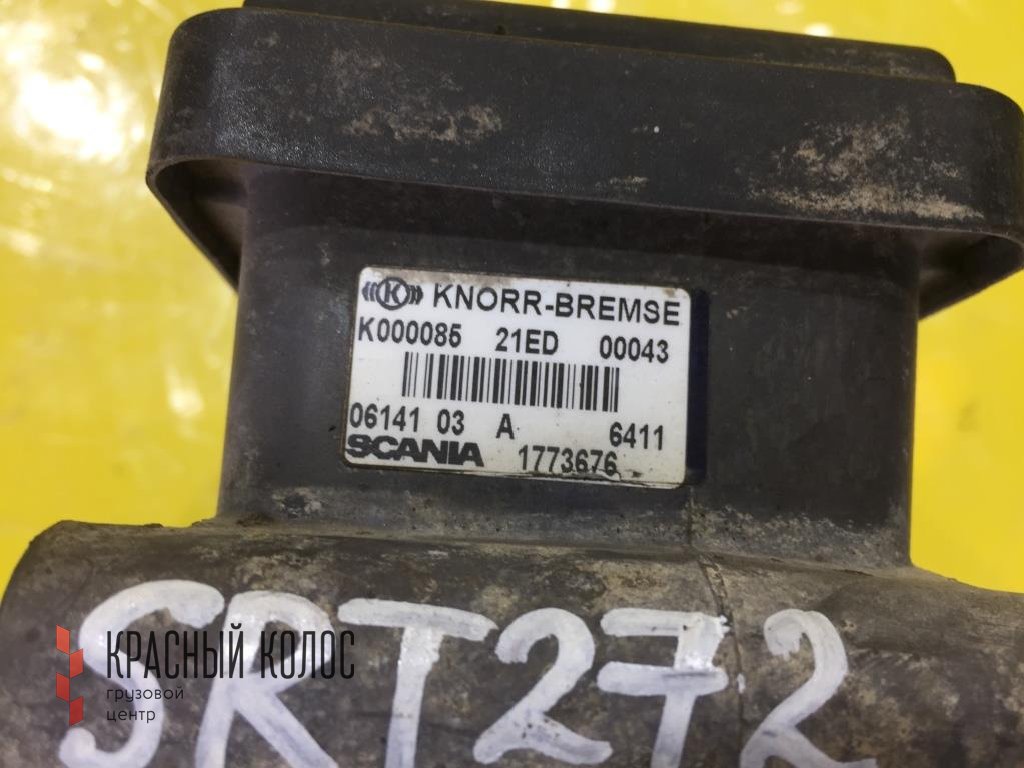 K KNORR-BREMSE
K000085 21ED 00043
06141 03 A 6411
SCANIA 1773676
SRT272
КРАСНЫЙ КОЛОС
грузовой
центр